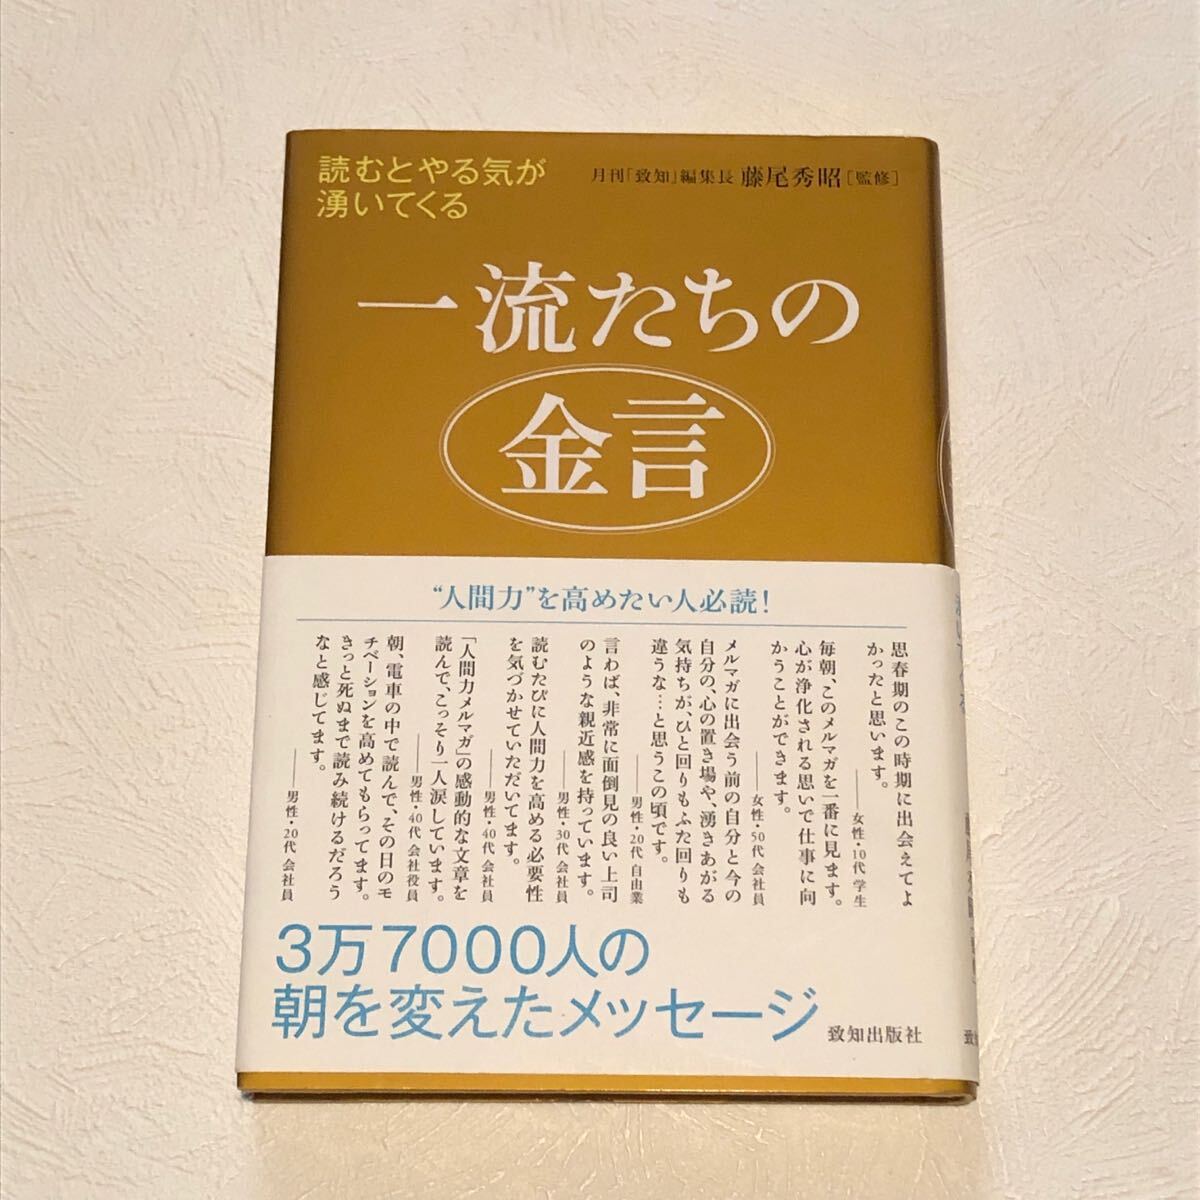 読むとやる気が
湧いてくる
月刊「致知」編集長 藤尾秀昭[監修]
一流たちの
金言
“人間力”を高めたい人必読！
思春期のこの時期に出会えてよ
かったと思います。
――女性・10代 学生
毎朝、このメルマガを一番に見ます。
心が浄化される思いで仕事に向
かうことができます。
――女性・50代 会社員
メルマガに出会う前の自分と今の
自分の、心の置き場や、湧きあがる
気持ちが、ひと回りもふた回りも
違うな…と思うこの頃です。
――男性・20代 自由業
言わば、非常に面倒見の良い上司
のような親近感を持っています。
――男性・30代 会社員
読むたびに人間力を高める必要性
を気づかせていただいてます。
――男性・40代 会社員
「人間力メルマガ」の感動的な文章を
読んで、こっそり一人涙しています。
――男性・40代 会社役員
朝、電車の中で読んで、その日のモ
チベーションを高めてもらってます。
きっと死ぬまで読み続けるだろう
なと感じてます。
――男性・20代 会社員
3万7000人の
朝を変えたメッセージ
致知出版社